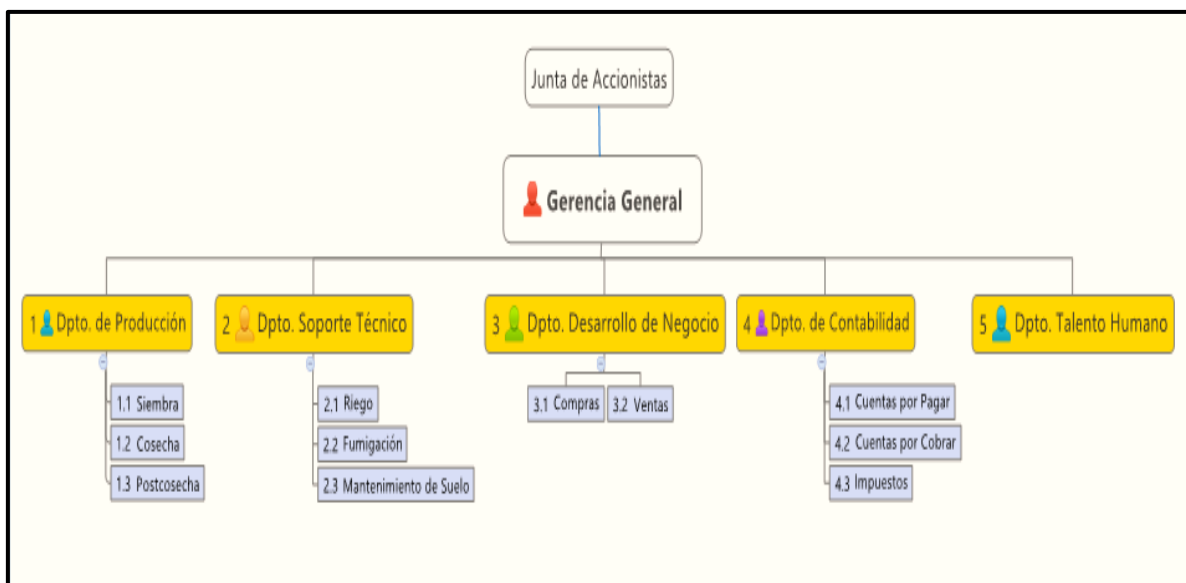 Junta de Accionistas
Gerencia General
1 Dpto. de Producción
2 Dpto. Soporte Técnico
3 Dpto. Desarrollo de Negocio
4 Dpto. de Contabilidad
5 Dpto. Talento Humano
1.1 Siembra
1.2 Cosecha
1.3 Postcosecha
2.1 Riego
2.2 Fumigación
2.3 Mantenimiento de Suelo
3.1 Compras
3.2 Ventas
4.1 Cuentas por Pagar
4.2 Cuentas por Cobrar
4.3 Impuestos